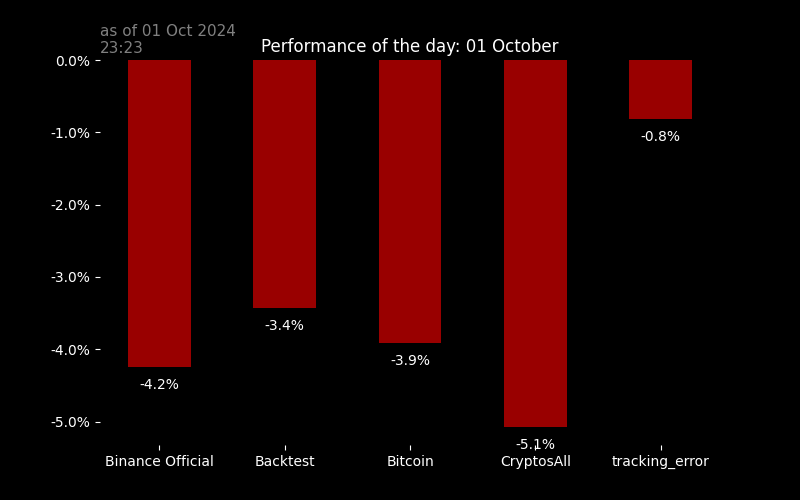 as of 01 Oct 2024
23:23
Performance of the day: 01 October
0.0%
-1.0%
-2.0%
-3.0%
-4.0%
-5.0%
-4.2%
-3.4%
-3.9%
-5.1%
-0.8%
Binance Official
Backtest
Bitcoin
CryptosAll
tracking_error